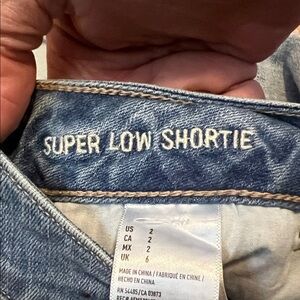 SUPER LOW SHORTIE
US 2
CA 2
MX 2
UK 6
MADE IN CHINA / FABRIQUÉ EN CHINE /
HECHO EN CHINA
RN 54485/CA 03873